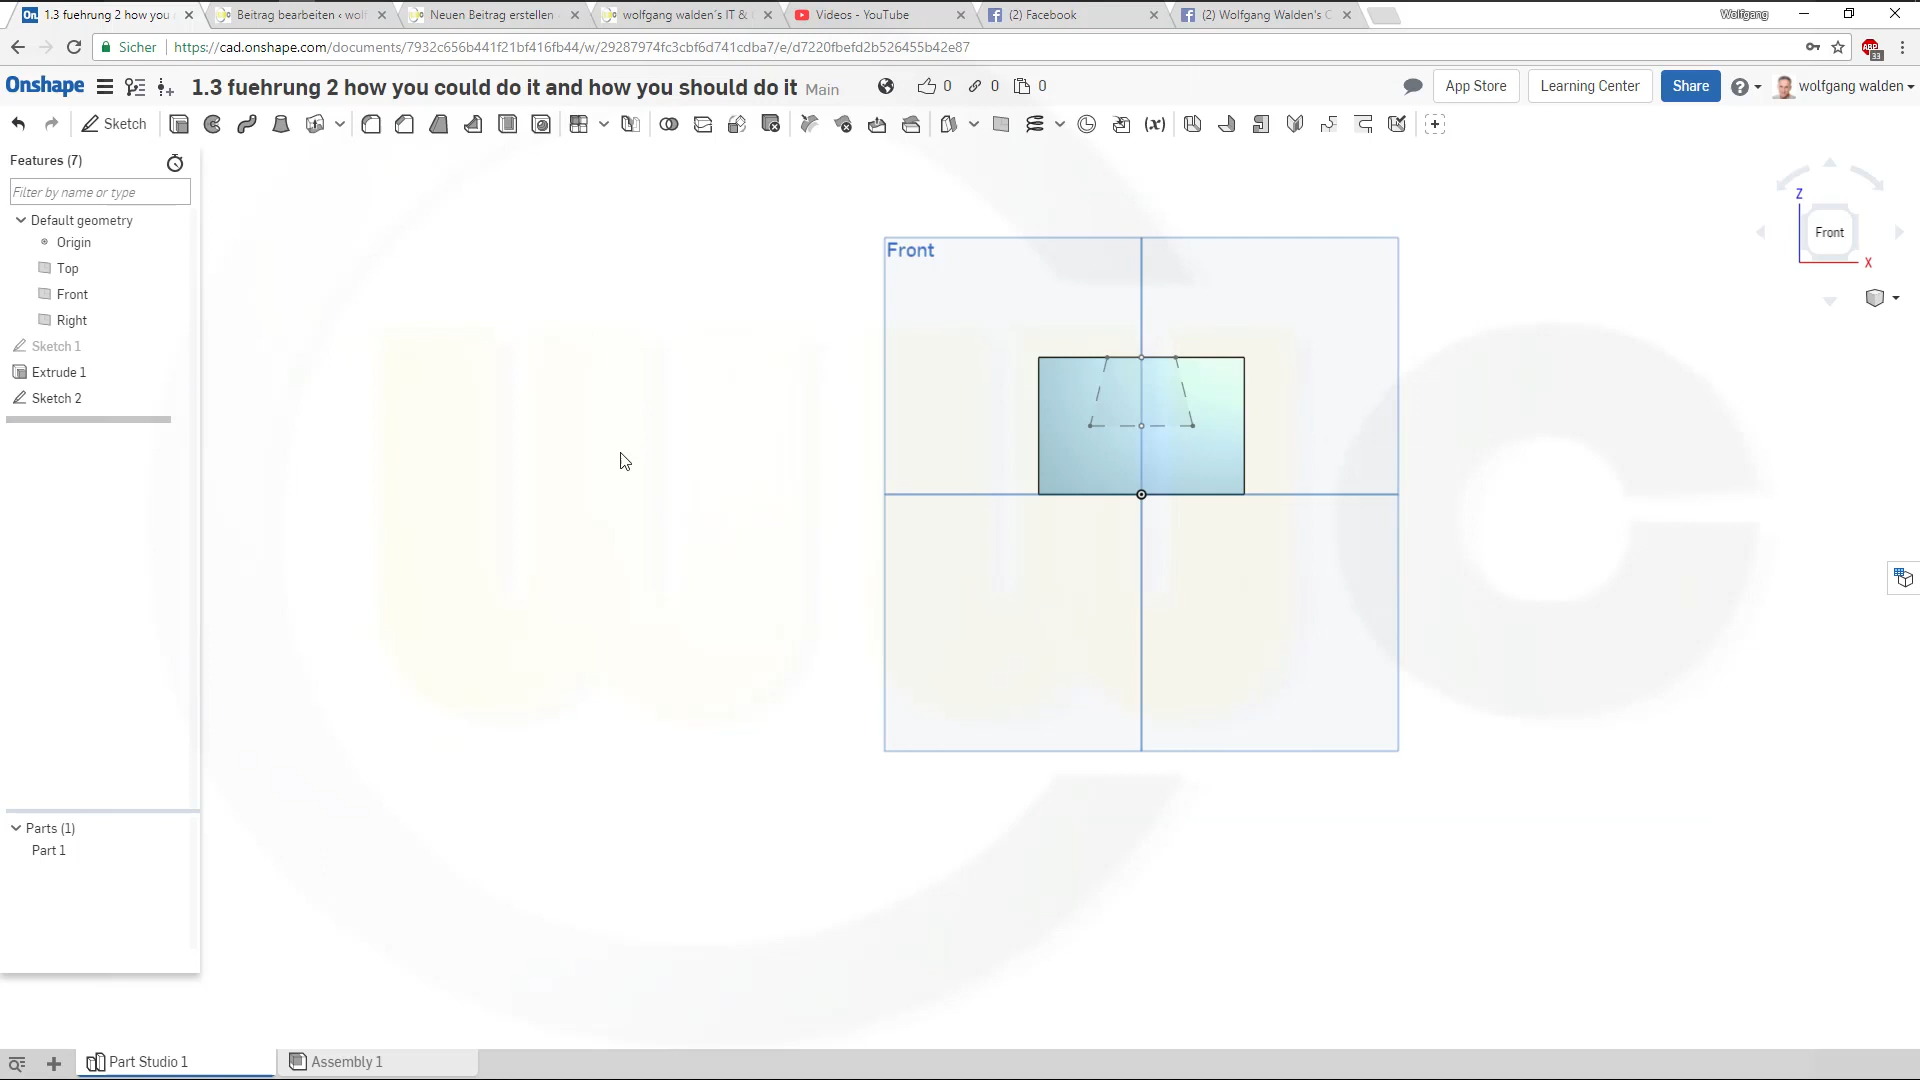 1.3 fuehrung 2 how you
Beitrag bearbeiten ‹ wolf
Neuen Beitrag erstellen
wolfgang walden´s IT &
Videos - YouTube
(2) Facebook
(2) Wolfgang Walden's C
Wolfgang
Sicher
https://cad.onshape.com/documents/7932c656b441f21bf416fb44/w/29287974fc3cbf6d741cdba7/e/d7220fbefd2b526455b42e87
ABP
33
Onshape
1.3 fuehrung 2 how you could do it and how you should do it Main
0
0
0
App Store
Learning Center
Share
wolfgang walden
Sketch
(x)
Features (7)
Filter by name or type
Default geometry
Origin
Top
Front
Right
Sketch 1
Extrude 1
Sketch 2
Front
Z
Front
X
Parts (1)
Part 1
Part Studio 1
Assembly 1